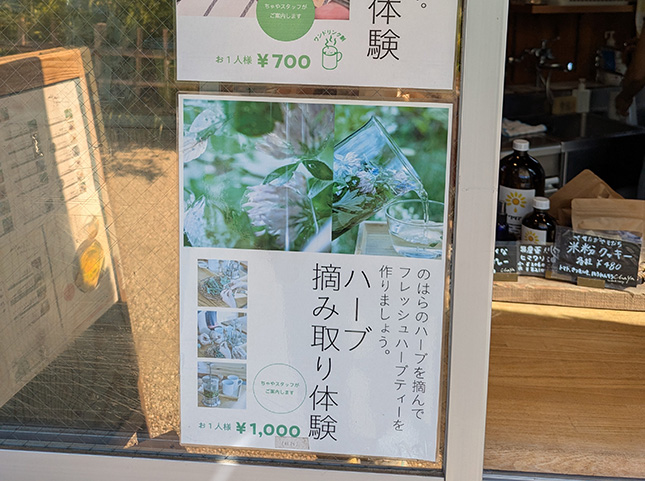 ちゃやスタッフが
ご案内します
体験
。
ワンドリンク制
お1人様 ¥700
のはらのハーブを摘んで
フレッシュハーブティーを
作りましょう。
ハーブ
摘み取り体験
ちゃやスタッフが
ご案内します
お1人様 ¥1,000
米粉クッキー
各種 ¥480